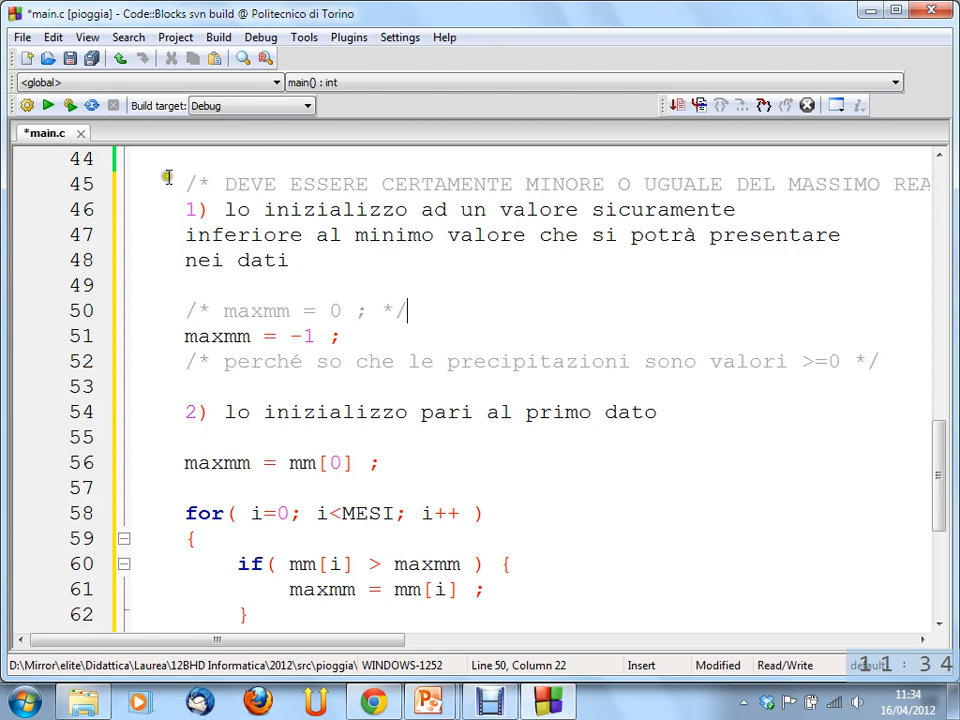 *main.c [pioggia] - Code::Blocks svn build @ Politecnico di Torino
File Edit View Search Project Build Debug Tools Plugins Settings Help
<global> main() : int
Build target: Debug
*main.c
44
45 /* DEVE ESSERE CERTAMENTE MINORE O UGUALE DEL MASSIMO REA
46 1) lo inizializzo ad un valore sicuramente
47 inferiore al minimo valore che si potrà presentare
48 nei dati
49
50 /* maxmm = 0 ; */
51 maxmm = -1 ;
52 /* perché so che le precipitazioni sono valori >=0 */
53
54 2) lo inizializzo pari al primo dato
55
56 maxmm = mm[0] ;
57
58 for( i=0; i<MESI; i++ )
59 {
60 if( mm[i] > maxmm ) {
61 maxmm = mm[i] ;
62 }
D:\Mirror\elite\Didattica\Laurea\12BHD Informatica\2012\src\pioggia\ WINDOWS-1252 Line 50, Column 22 Insert Modified Read/Write default
11:34
11:34
16/04/2012